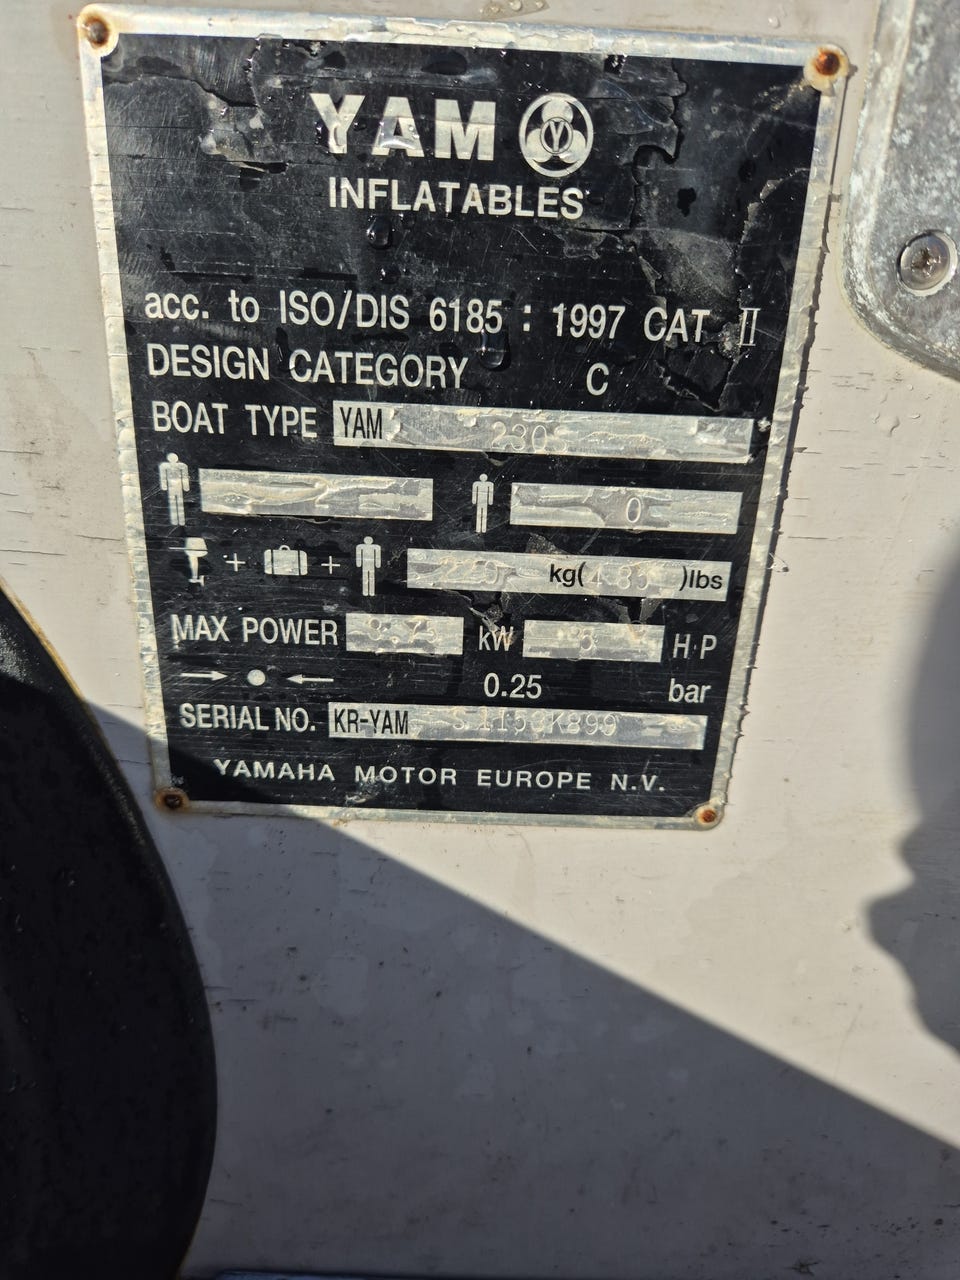 YAM
INFLATABLES
acc. to ISO/DIS 6185 : 1997 CAT II
DESIGN CATEGORY C
BOAT TYPE YAM 230S
0
+ + kg( )lbs
MAX POWER kW H·P
0.25 bar
SERIAL NO. KR-YAM
YAMAHA MOTOR EUROPE N.V.